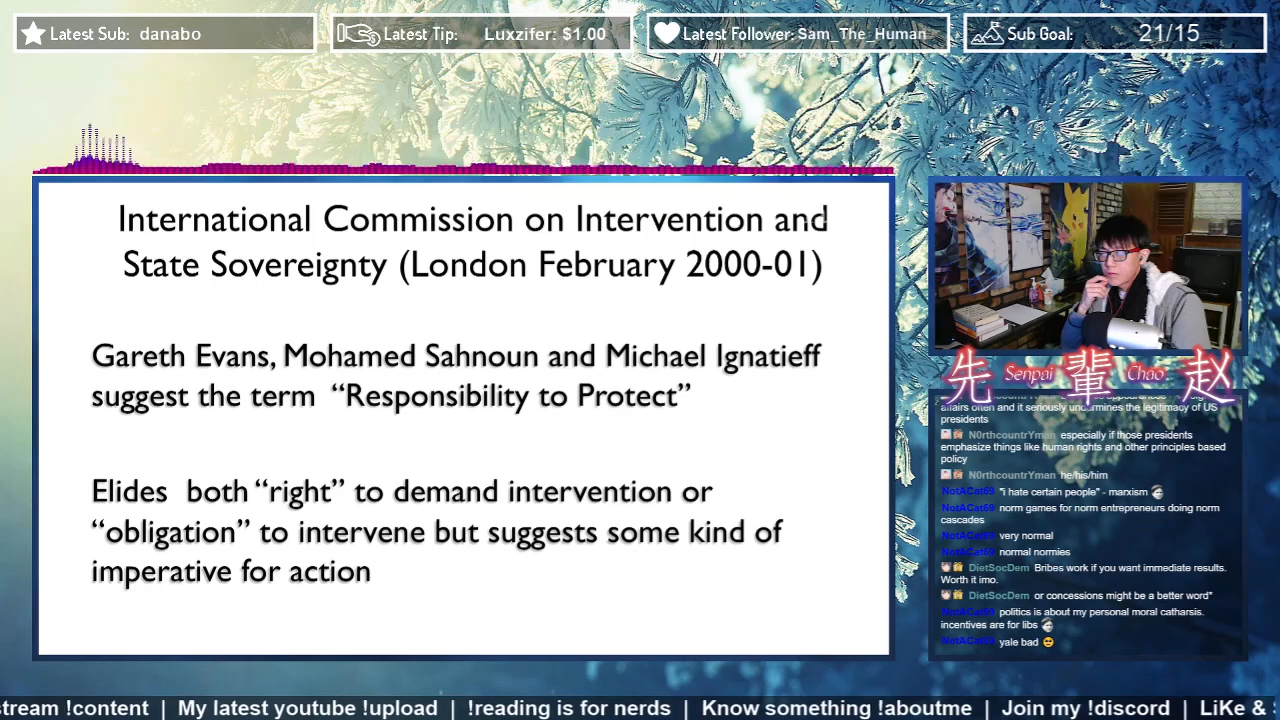 Latest Sub: danabo
Latest Tip: Luxzifer: $1.00
Latest Follower: Sam_The_Human
Sub Goal: 21/15
International Commission on Intervention and
State Sovereignty (London February 2000-01)
Gareth Evans, Mohamed Sahnoun and Michael Ignatieff
suggest the term “Responsibility to Protect”
Elides both “right” to demand intervention or
“obligation” to intervene but suggests some kind of
imperative for action
先 Senpai 輩 Chao 赵
affairs often and it seriously undermines the legitimacy of US
presidents
N0rthcountrYman especially if those presidents
emphasize things like human rights and other principles based
policy
N0rthcountrYman he/his/him
NotACat69 "i hate certain people" - marxism
NotACat69 norm games for norm entrepreneurs doing norm
cascades
NotACat69 very normal
NotACat69 normal normies
DietSocDem Bribes work if you want immediate results.
Worth it imo.
DietSocDem or concessions might be a better word*
NotACat69 politics is about my personal moral catharsis.
incentives are for libs
NotACat69 yale bad
stream !content | My latest youtube !upload | !reading is for nerds | Know something !aboutme | Join my !discord | LiKe &